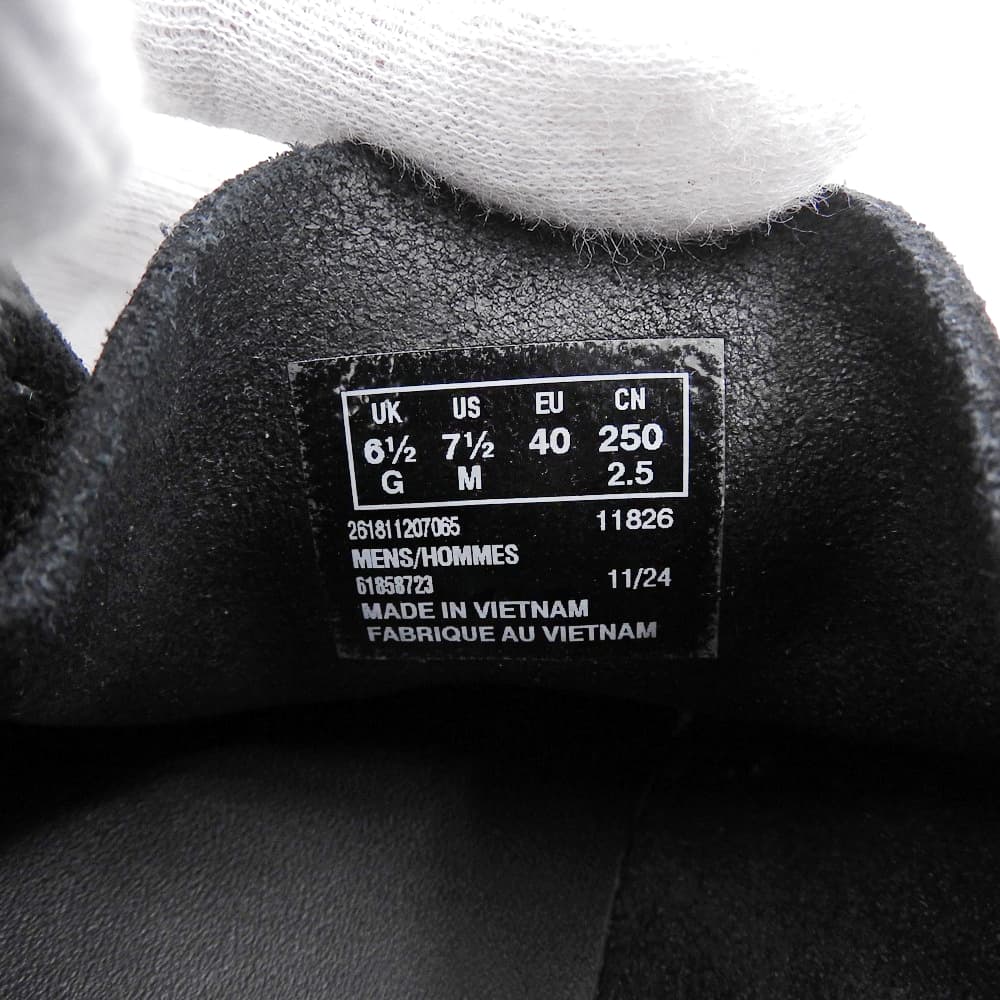 UK US EU CN
6½ 7½ 40 250
G M 2.5
261811207065 11826
MENS/HOMMES
61858723 11/24
MADE IN VIETNAM
FABRIQUE AU VIETNAM